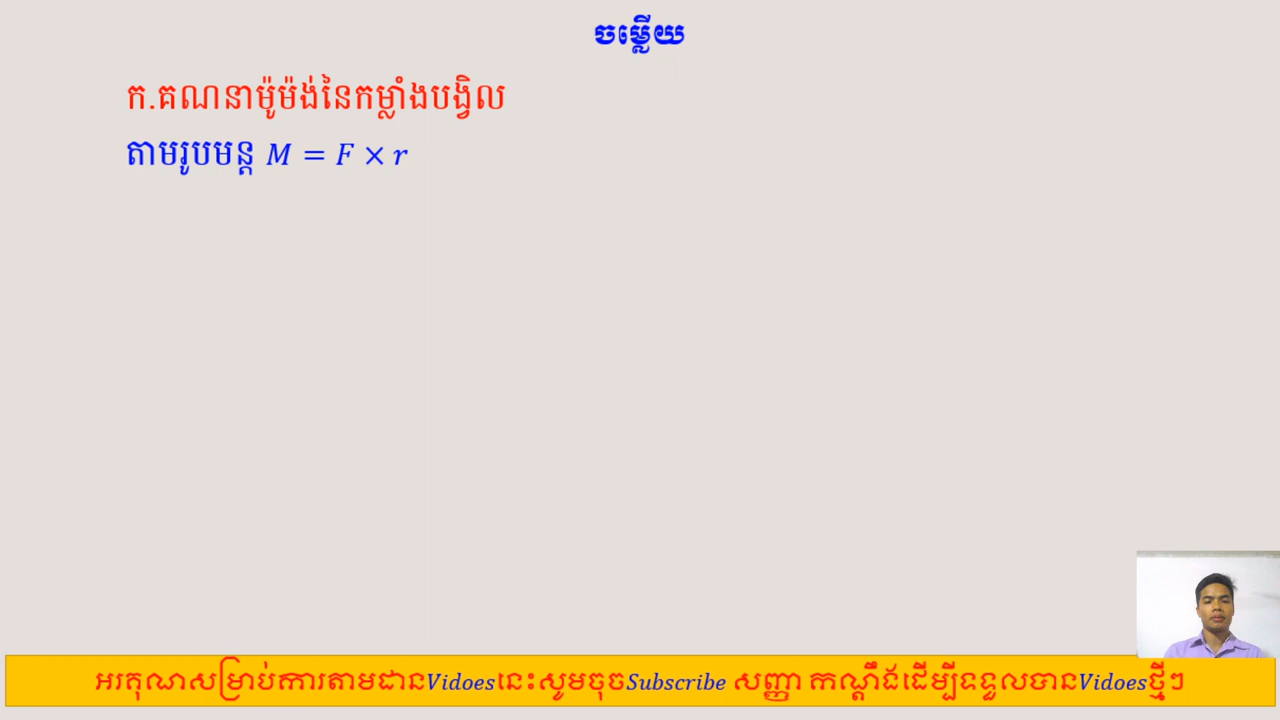 ចម្លើយ
ក.គណនាម៉ូម៉ង់នៃកម្លាំងបង្វិល
តាមរូបមន្ត M = F × r
អរគុណសម្រាប់ការតាមដានVidoesនេះសូមចុចSubscribe សញ្ញា កណ្ដឹងដើម្បីទទួលបានVidoesថ្មីៗ